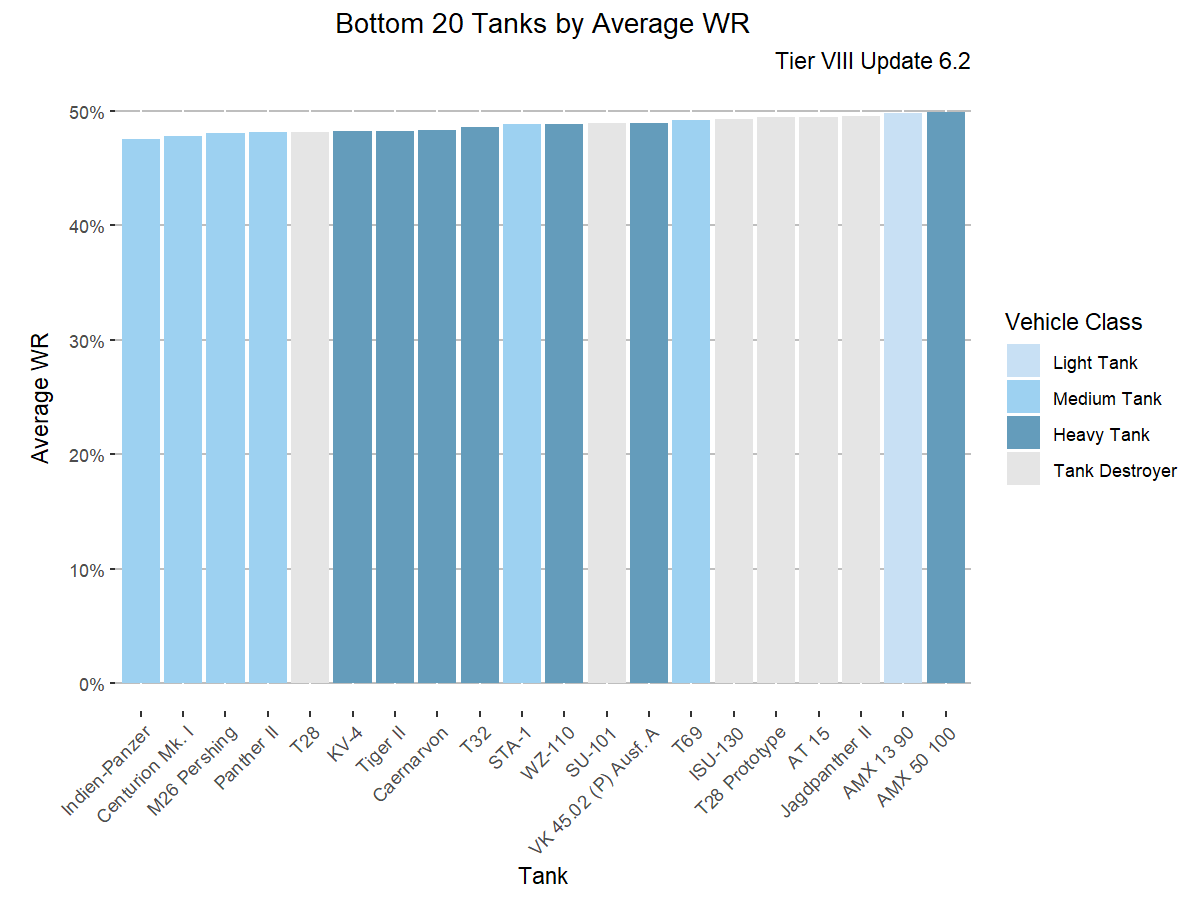 Bottom 20 Tanks by Average WR
Tier VIII Update 6.2
Average WR
50%
40%
30%
20%
10%
0%
Indien-Panzer
Centurion Mk. I
M26 Pershing
Panther II
T28
KV-4
Tiger II
Caernarvon
T32
STA-1
WZ-110
SU-101
VK 45.02 (P) Ausf. A
T69
ISU-130
T28 Prototype
AT 15
Jagdpanther II
AMX 13 90
AMX 50 100
Tank
Vehicle Class
Light Tank
Medium Tank
Heavy Tank
Tank Destroyer